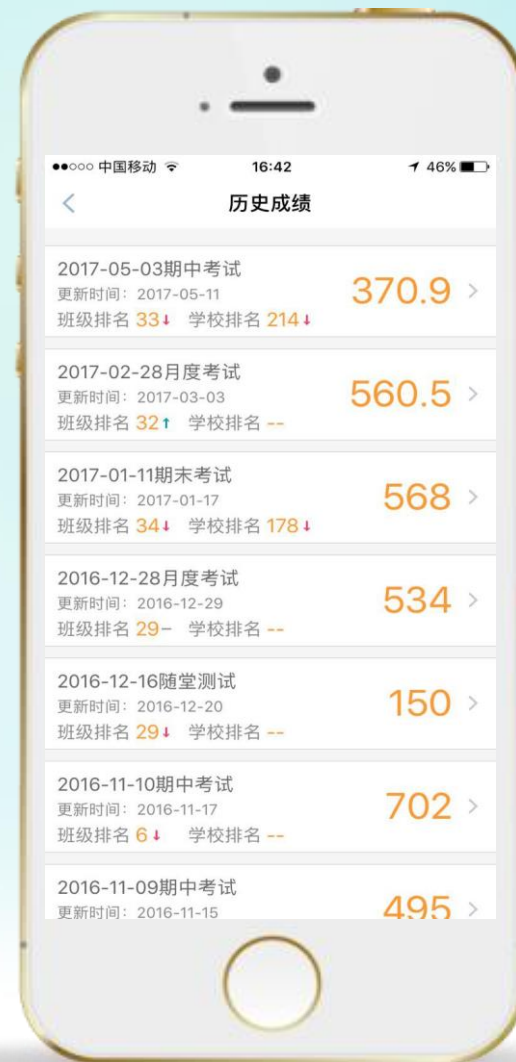 中国移动 16:42 46%
历史成绩
2017-05-03期中考试
更新时间：2017-05-11
370.9
班级排名 33↓ 学校排名 214↓
2017-02-28月度考试
更新时间：2017-03-03
560.5
班级排名 32↑ 学校排名 --
2017-01-11期末考试
更新时间：2017-01-17
568
班级排名 34↓ 学校排名 178↓
2016-12-28月度考试
更新时间：2016-12-29
534
班级排名 29− 学校排名 --
2016-12-16随堂测试
更新时间：2016-12-20
150
班级排名 29↓ 学校排名 --
2016-11-10期中考试
更新时间：2016-11-17
702
班级排名 6↓ 学校排名 --
2016-11-09期中考试
更新时间：2016-11-15
495